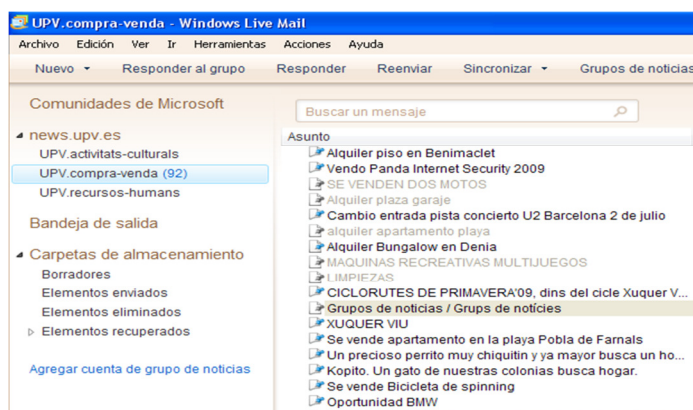 UPV.compra-venda - Windows Live Mail
Archivo Edición Ver Ir Herramientas Acciones Ayuda
Nuevo Responder al grupo Responder Reenviar Sincronizar Grupos de noticias
Comunidades de Microsoft
news.upv.es
UPV.activitats-culturals
UPV.compra-venda (92)
UPV.recursos-humans
Bandeja de salida
Carpetas de almacenamiento
Borradores
Elementos enviados
Elementos eliminados
Elementos recuperados
Agregar cuenta de grupo de noticias
Buscar un mensaje
Asunto
Alquiler piso en Benimaclet
Vendo Panda Internet Security 2009
SE VENDEN DOS MOTOS
Alquiler plaza garaje
Cambio entrada pista concierto U2 Barcelona 2 de julio
alquiler apartamento playa
Alquiler Bungalow en Denia
MAQUINAS RECREATIVAS MULTIJUEGOS
LIMPIEZAS
CICLORUTES DE PRIMAVERA'09, dins del cicle Xuquer V...
Grupos de noticias / Grups de notícies
XUQUER VIU
Se vende apartamento en la playa Pobla de Farnals
Un precioso perrito muy chiquitin y ya mayor busca un ho...
Kopito. Un gato de nuestras colonias busca hogar.
Se vende Bicicleta de spinning
Oportunidad BMW